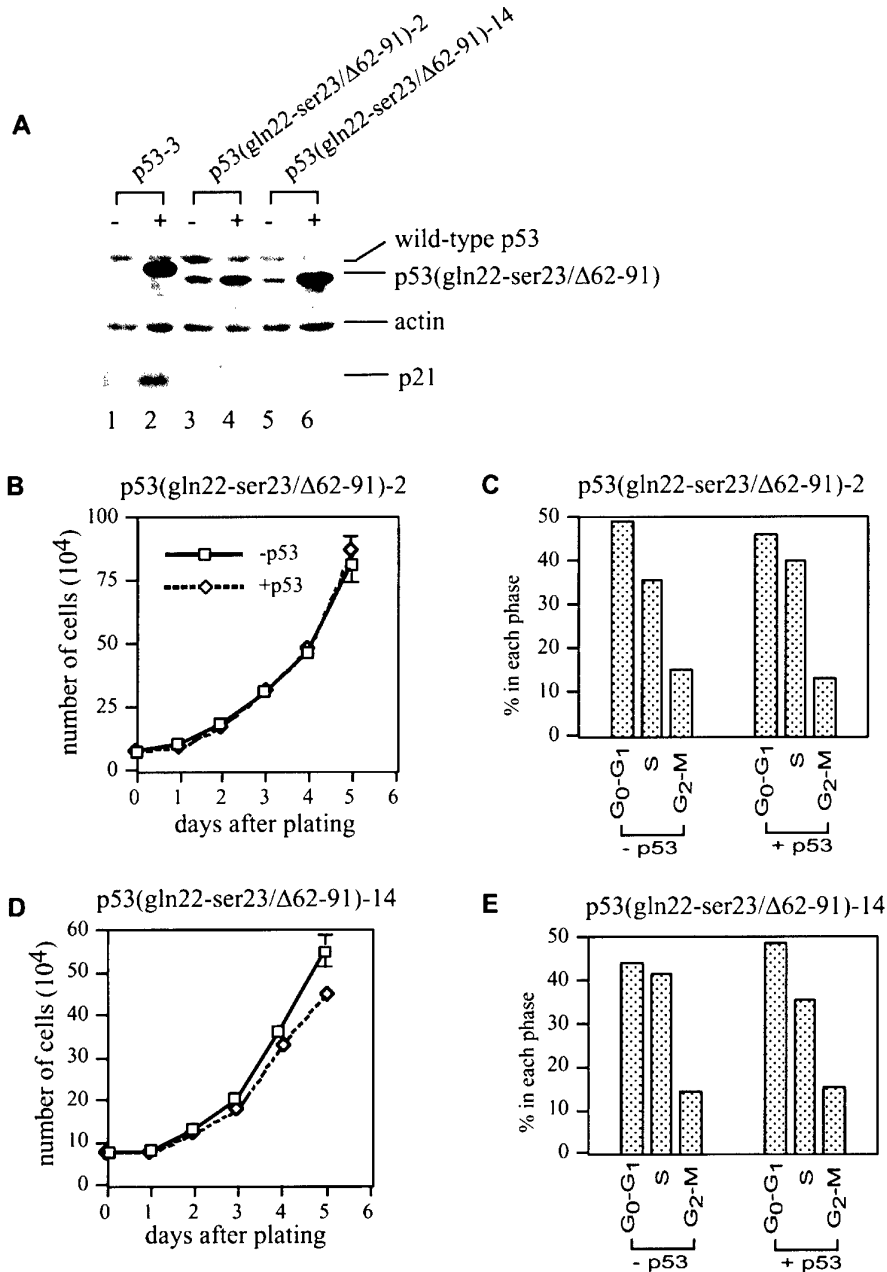 A
p53-3
p53(gln22-ser23/Δ62-91)-2
p53(gln22-ser23/Δ62-91)-14
- + - + - +
wild-type p53
p53(gln22-ser23/Δ62-91)
actin
p21
1 2 3 4 5 6
B
p53(gln22-ser23/Δ62-91)-2
number of cells (10⁴)
100
75
50
25
0
-p53
+p53
0 1 2 3 4 5 6
days after plating
C
p53(gln22-ser23/Δ62-91)-2
% in each phase
50
40
30
20
10
0
G₀-G₁ S G₂-M G₀-G₁ S G₂-M
- p53 + p53
D
p53(gln22-ser23/Δ62-91)-14
number of cells (10⁴)
60
50
40
30
20
10
0
0 1 2 3 4 5 6
days after plating
E
p53(gln22-ser23/Δ62-91)-14
% in each phase
50
40
30
20
10
0
G₀-G₁ S G₂-M G₀-G₁ S G₂-M
- p53 + p53